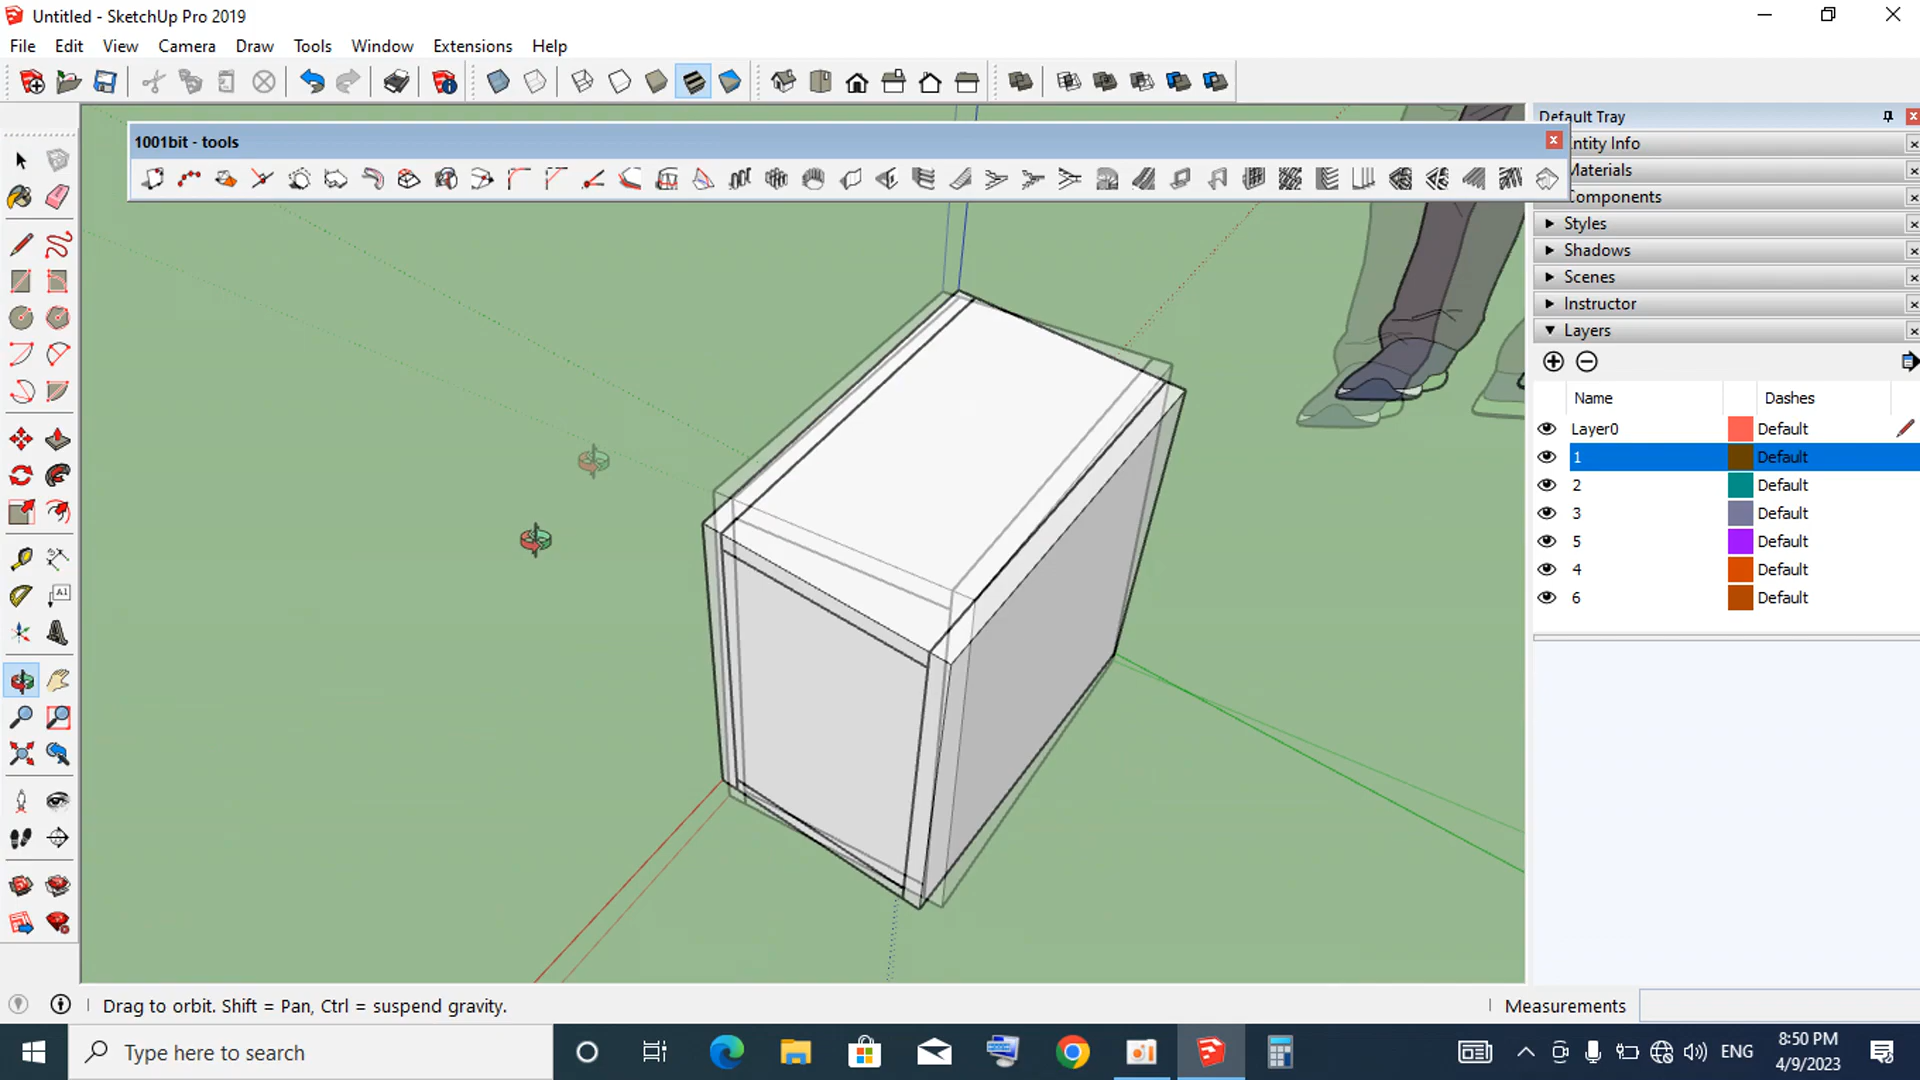 Untitled - SketchUp Pro 2019
File Edit View Camera Draw Tools Window Extensions Help
1001bit - tools
Default Tray
ntity Info
Materials
omponents
Styles
Shadows
Scenes
Instructor
Layers
Name Dashes
Layer0 Default
1 Default
2 Default
3 Default
5 Default
4 Default
6 Default
A1
Drag to orbit. Shift = Pan, Ctrl = suspend gravity.
Measurements
Type here to search
ENG
8:50 PM
4/9/2023